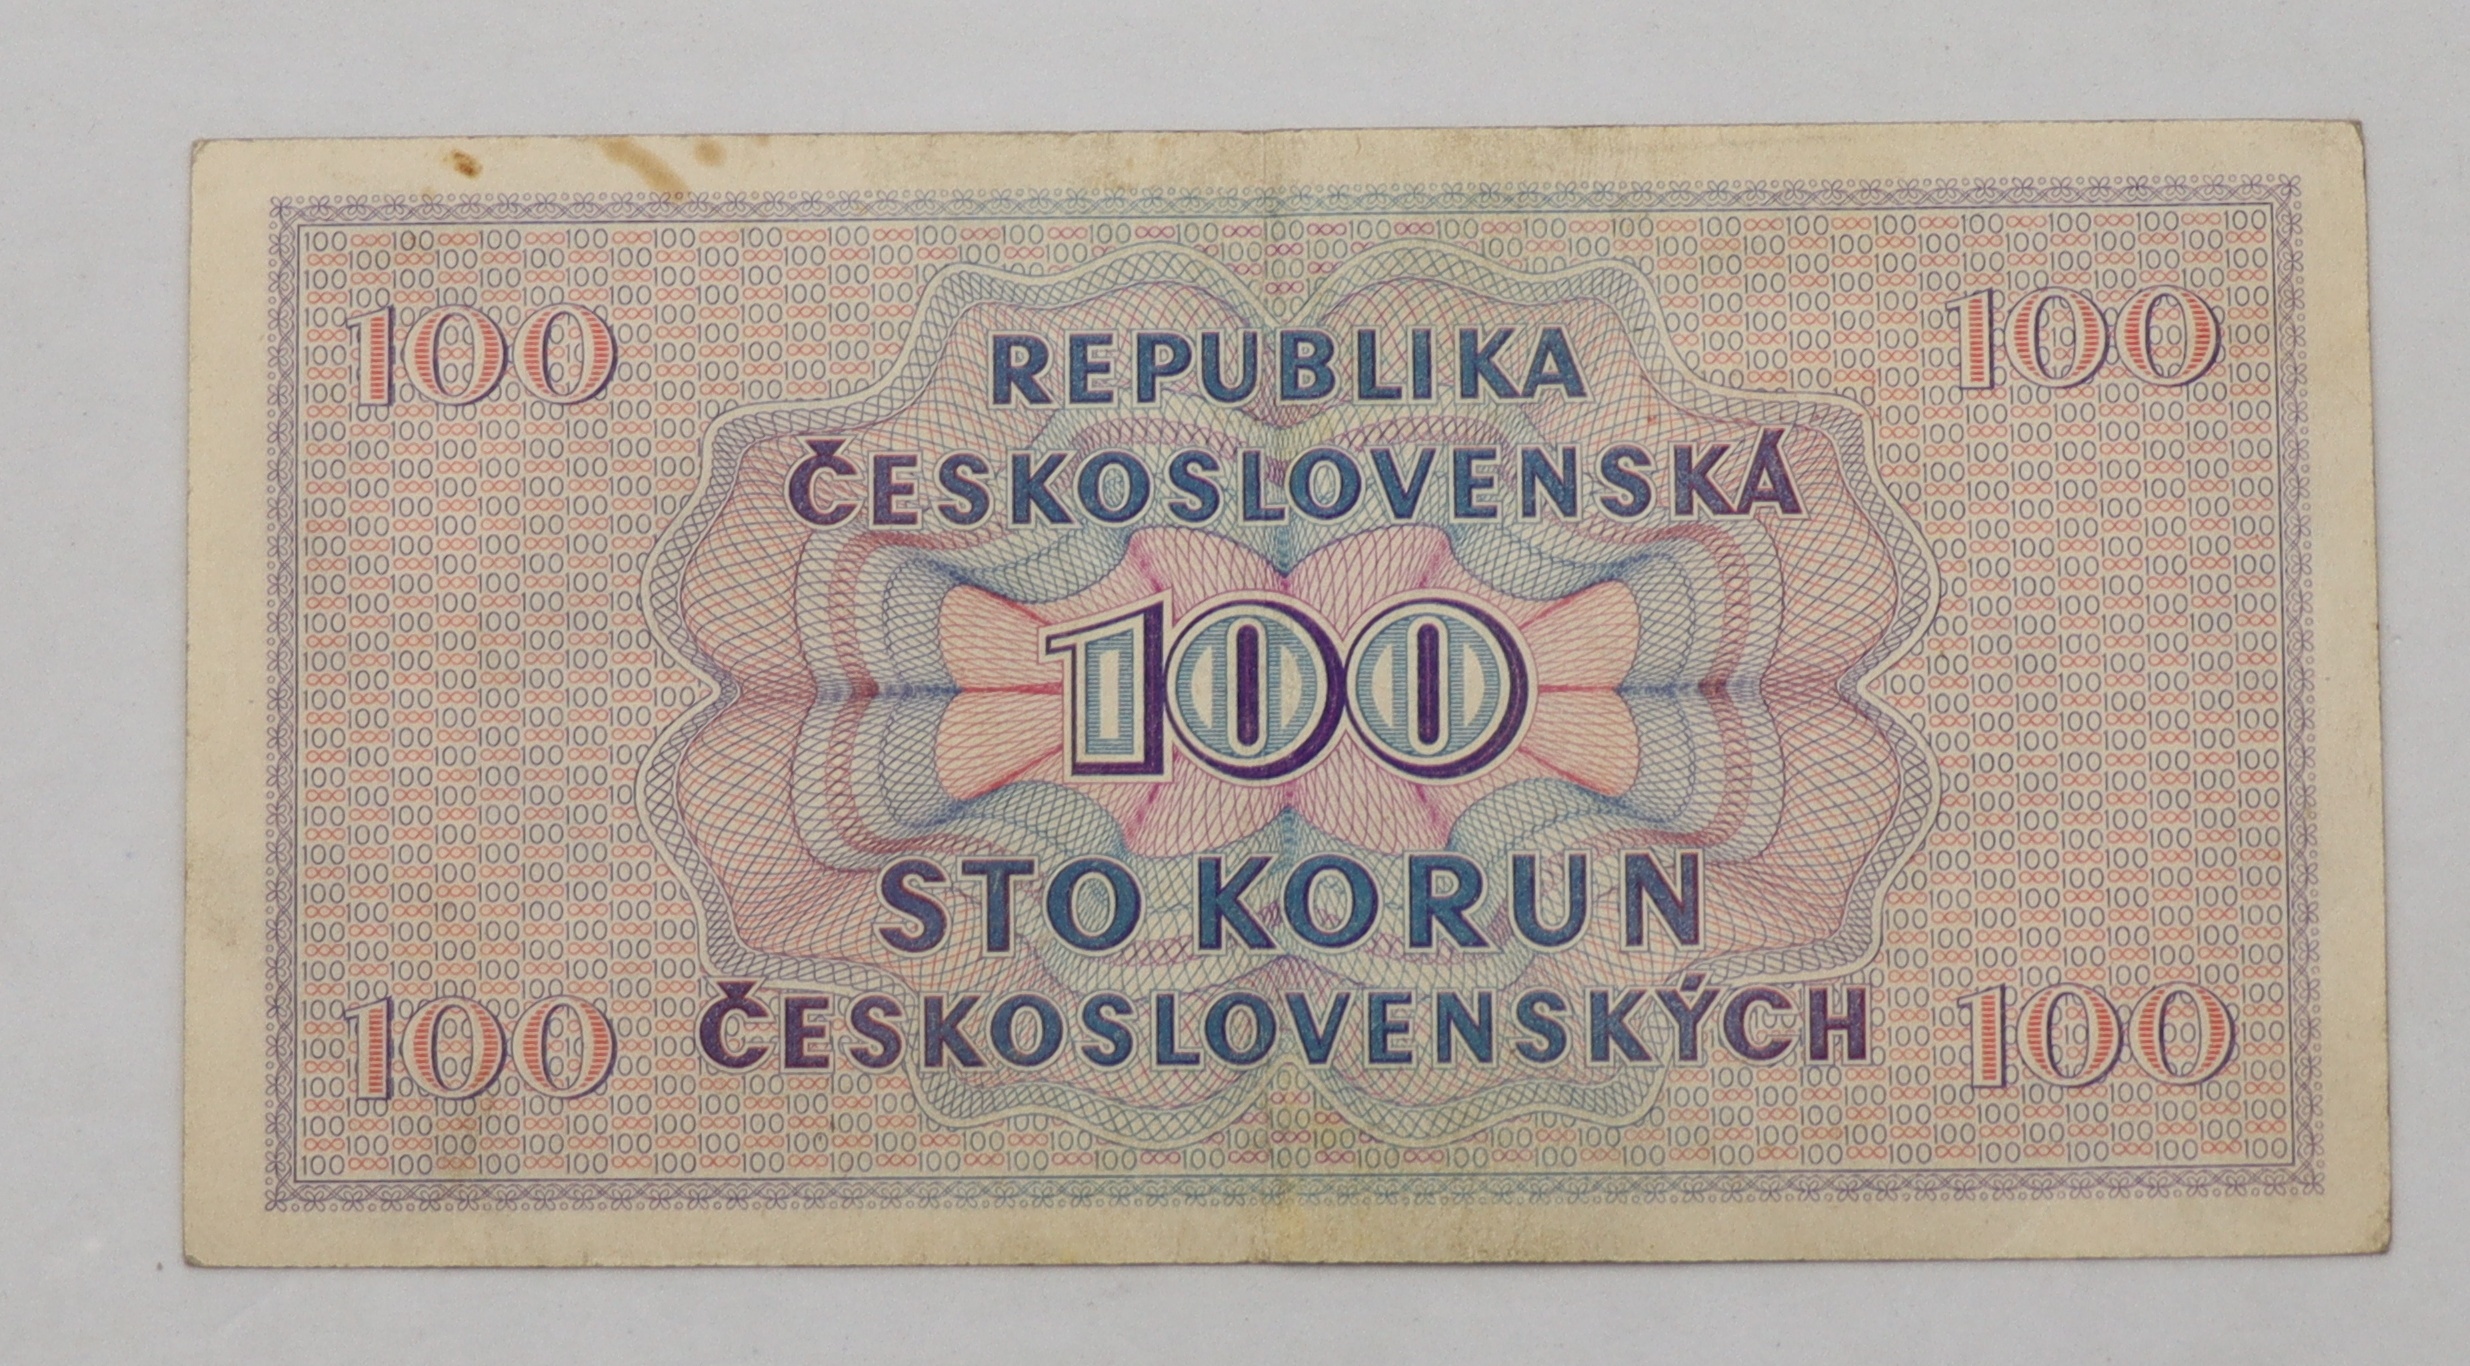 100 100
REPUBLIKA
ČESKOSLOVENSKÁ
100
STO KORUN
ČESKOSLOVENSKÝCH
100 100